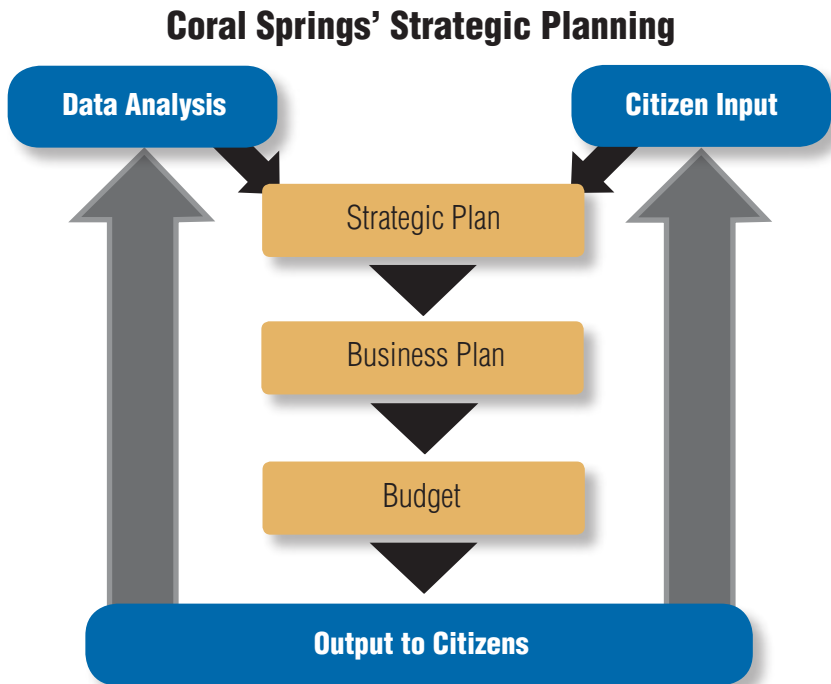 Coral Springs' Strategic Planning
Data Analysis
Citizen Input
Strategic Plan
Business Plan
Budget
Output to Citizens